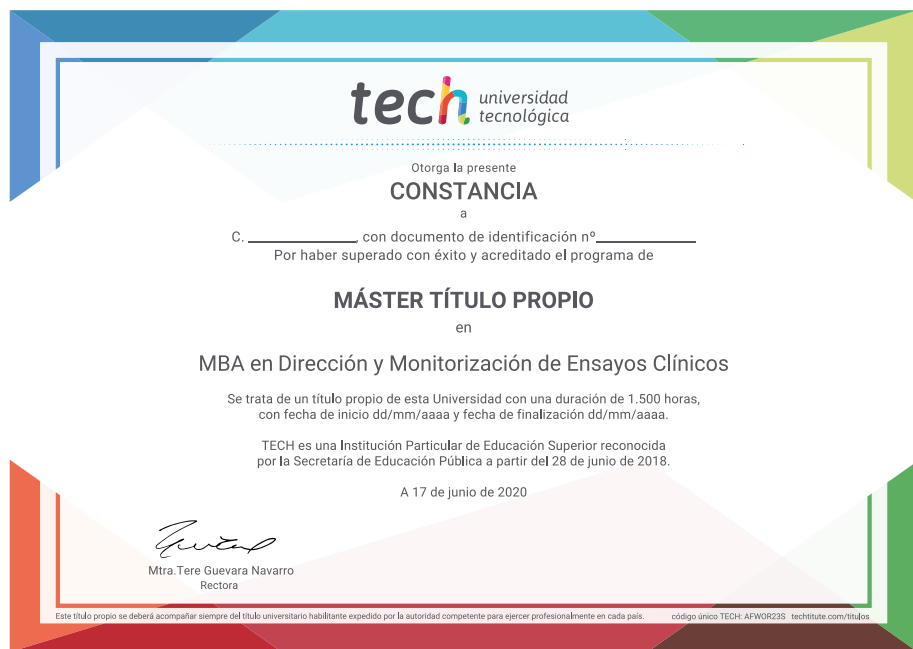 tech universidad
tecnológica
Otorga la presente
CONSTANCIA
a
C. ____________, con documento de identificación nº____________
Por haber superado con éxito y acreditado el programa de
MÁSTER TÍTULO PROPIO
en
MBA en Dirección y Monitorización de Ensayos Clínicos
Se trata de un título propio de esta Universidad con una duración de 1.500 horas,
con fecha de inicio dd/mm/aaaa y fecha de finalización dd/mm/aaaa.
TECH es una Institución Particular de Educación Superior reconocida
por la Secretaría de Educación Pública a partir del 28 de junio de 2018.
A 17 de junio de 2020
Mtra.Tere Guevara Navarro
Rectora
Este título propio se deberá acompañar siempre del título universitario habilitante expedido por la autoridad competente para ejercer profesionalmente en cada país. código único TECH: AFWOR23S techtitute.com/titulos